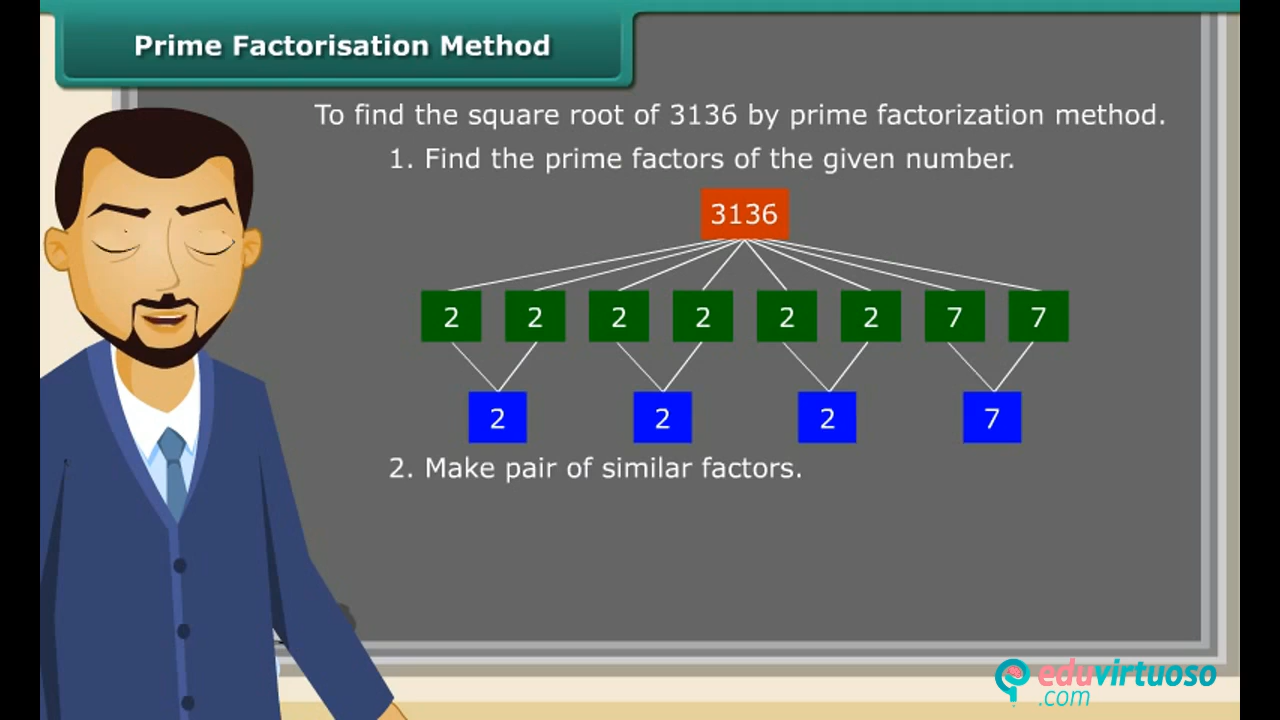 Prime Factorisation Method
To find the square root of 3136 by prime factorization method.
1. Find the prime factors of the given number.
3136
2 2 2 2 2 2 7 7
2 2 2 7
2. Make pair of similar factors.
eduvirtuoso
.com